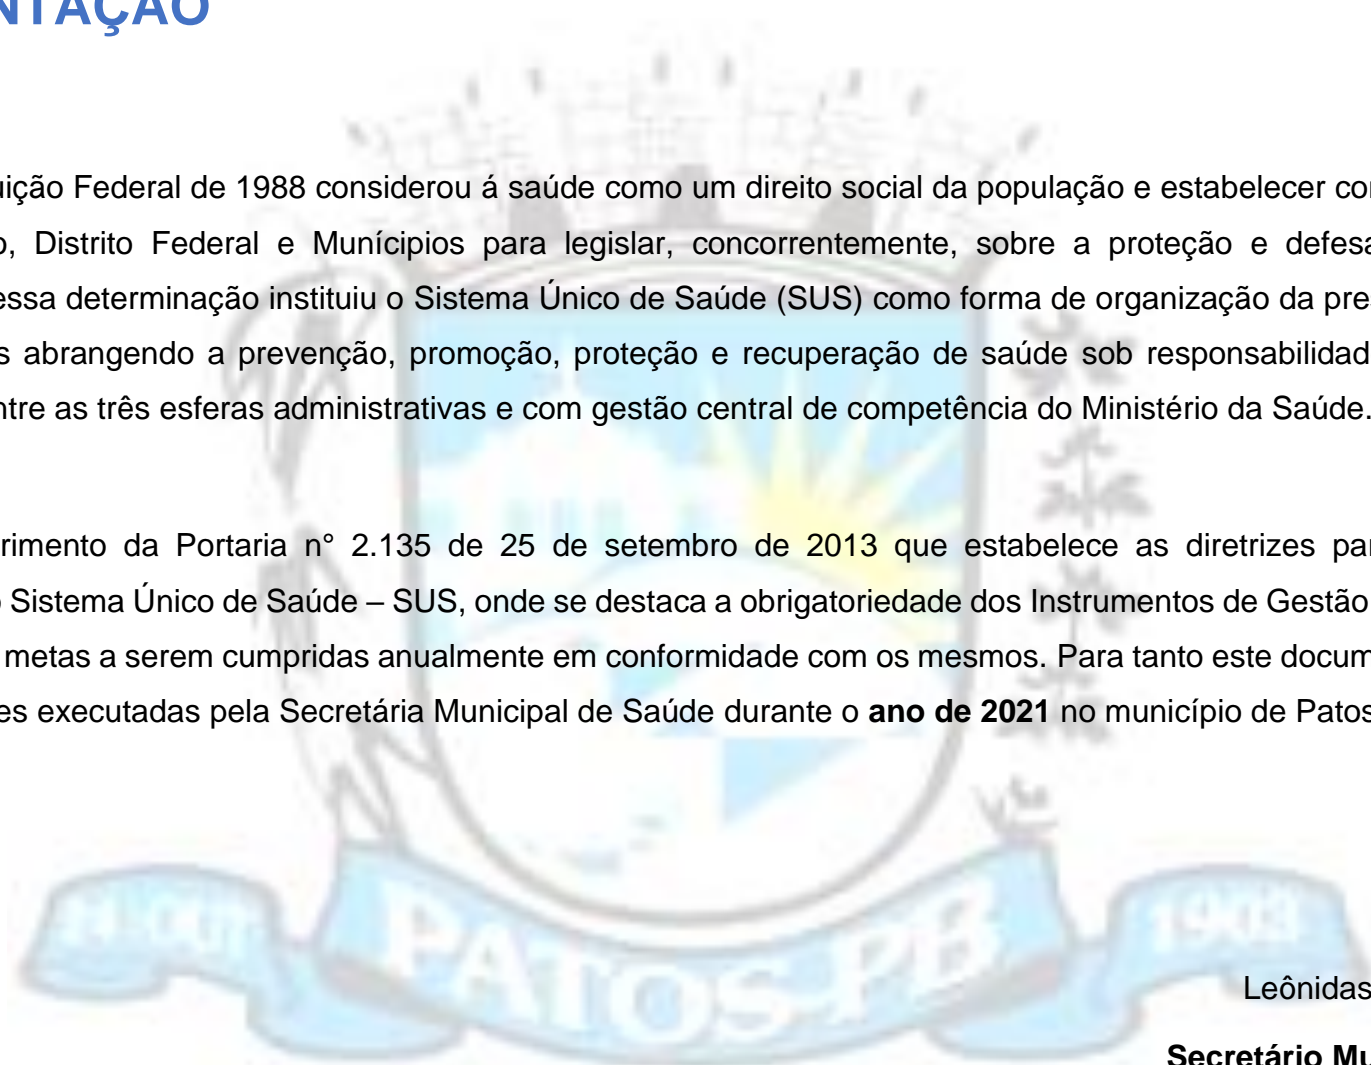 NTAÇÃO
uição Federal de 1988 considerou á saúde como um direito social da população e estabelecer cor
o, Distrito Federal e Munícipios para legislar, concorrentemente, sobre a proteção e defesa
essa determinação instituiu o Sistema Único de Saúde (SUS) como forma de organização da pre
s abrangendo a prevenção, promoção, proteção e recuperação de saúde sob responsabilidad
ntre as três esferas administrativas e com gestão central de competência do Ministério da Saúde.
rimento da Portaria n° 2.135 de 25 de setembro de 2013 que estabelece as diretrizes par
o Sistema Único de Saúde – SUS, onde se destaca a obrigatoriedade dos Instrumentos de Gestão
metas a serem cumpridas anualmente em conformidade com os mesmos. Para tanto este docum
es executadas pela Secretária Municipal de Saúde durante o ano de 2021 no município de Patos
24 OUT PATOS-PB 1903
Leônidas
Secretário Mu